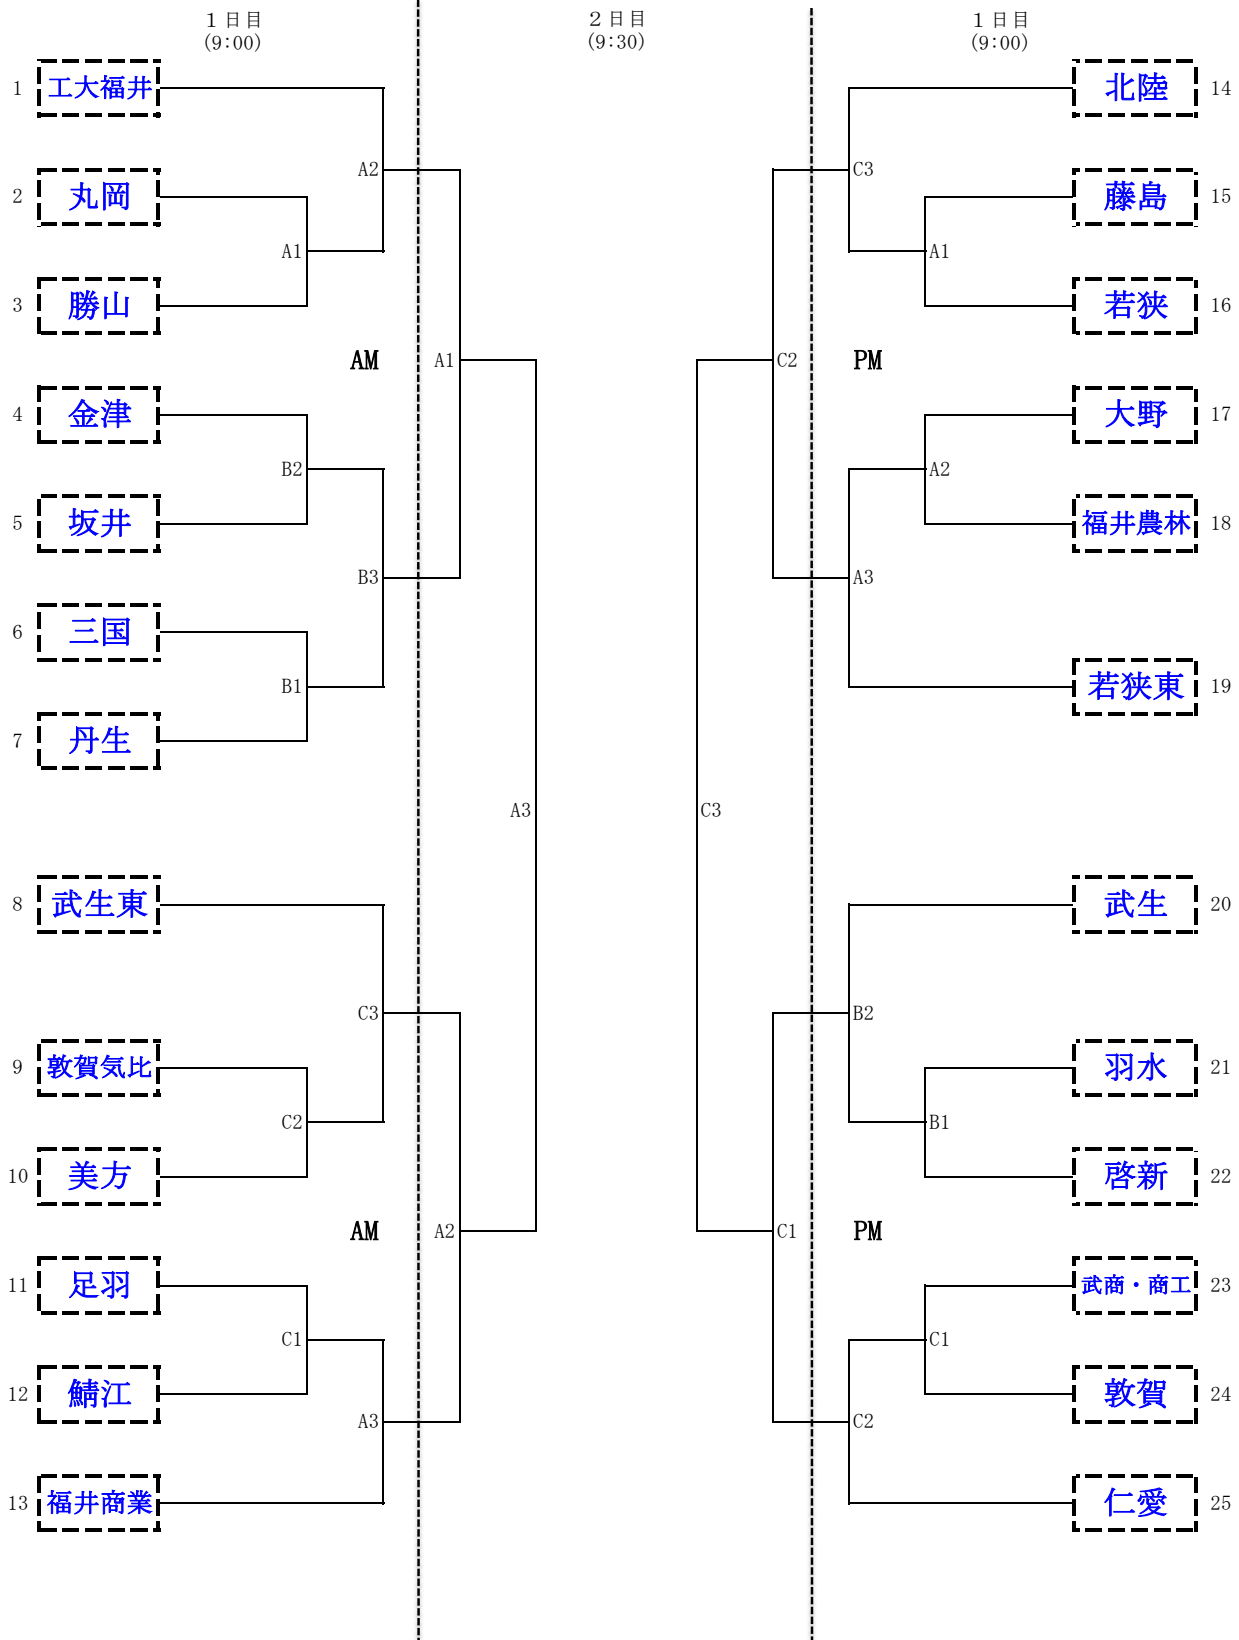 １日目
(9:00)
２日目
(9:30)
１日目
(9:00)
1 工大福井
北陸 14
A2
C3
2 丸岡
藤島 15
A1
A1
3 勝山
若狭 16
AM
A1
C2
PM
4 金津
大野 17
B2
A2
5 坂井
福井農林 18
B3
A3
6 三国
B1
若狭東 19
7 丹生
A3
C3
8 武生東
武生 20
C3
B2
9 敦賀気比
羽水 21
C2
B1
10 美方
啓新 22
AM
A2
C1
PM
11 足羽
武商・商工 23
C1
C1
12 鯖江
敦賀 24
A3
C2
13 福井商業
仁愛 25